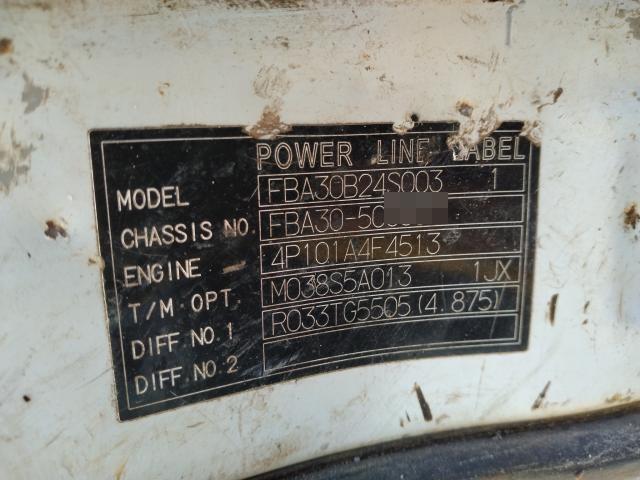 POWER LINE LABEL
MODEL FBA30B24S003 1
CHASSIS NO. FBA30-50
ENGINE 4P101A4F4513
T/M. OPT. M038S5A013 1JX
DIFF NO. 1 R033TG5505(4.875)
DIFF NO. 2